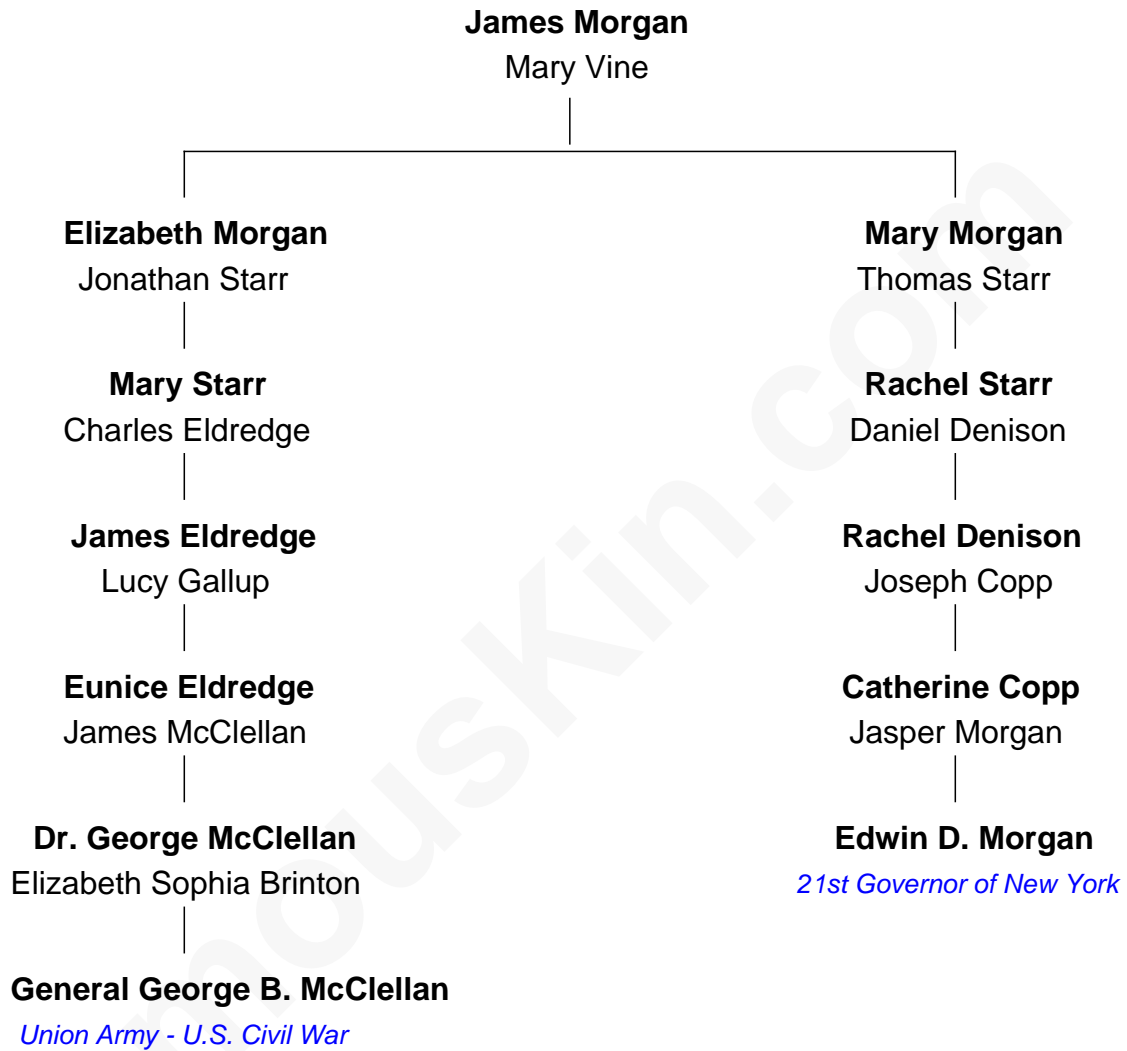 James Morgan
Mary Vine
Elizabeth Morgan
Jonathan Starr
Mary Morgan
Thomas Starr
Mary Starr
Charles Eldredge
Rachel Starr
Daniel Denison
James Eldredge
Lucy Gallup
Rachel Denison
Joseph Copp
Eunice Eldredge
James McClellan
Catherine Copp
Jasper Morgan
Dr. George McClellan
Elizabeth Sophia Brinton
Edwin D. Morgan
21st Governor of New York
General George B. McClellan
Union Army - U.S. Civil War
mousKin.com